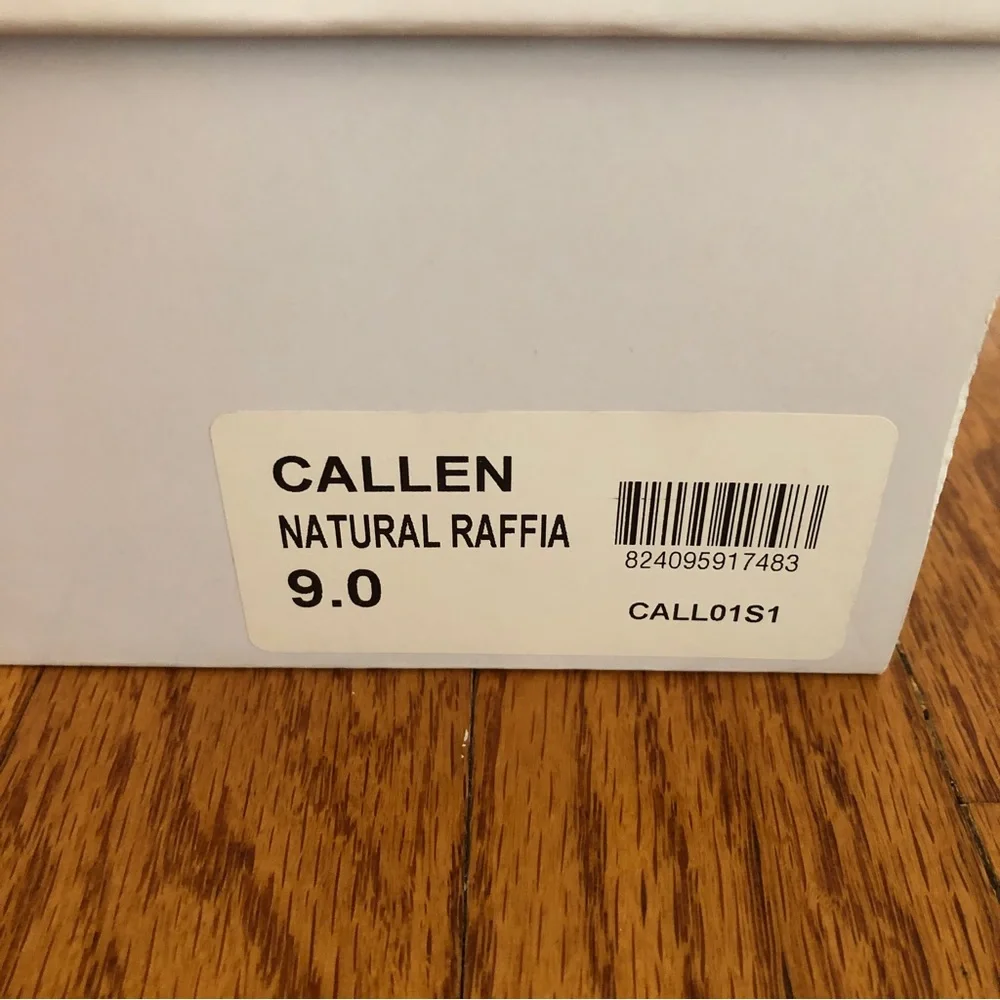 CALLEN
NATURAL RAFFIA
9.0
824095917483
CALL01S1